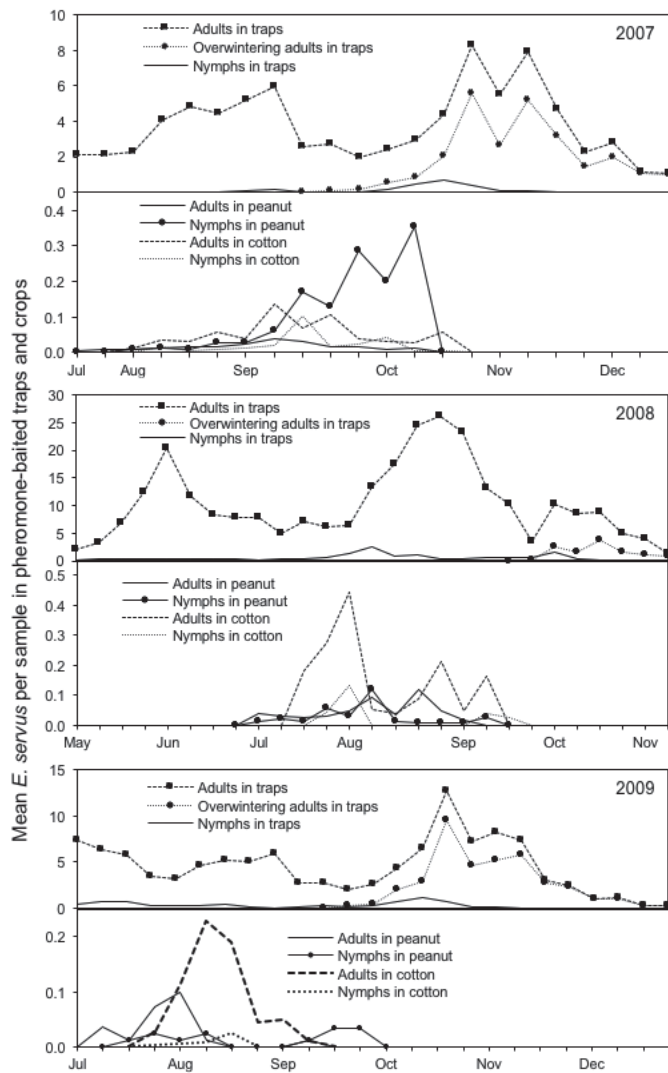 Mean E. servus per sample in pheromone-baited traps and crops
10
8
6
4
2
0
Adults in traps
Overwintering adults in traps
Nymphs in traps
2007
0.4
0.3
0.2
0.1
0.0
Adults in peanut
Nymphs in peanut
Adults in cotton
Nymphs in cotton
Jul Aug Sep Oct Nov Dec
30
25
20
15
10
5
0
Adults in traps
Overwintering adults in traps
Nymphs in traps
2008
0.5
0.4
0.3
0.2
0.1
0.0
Adults in peanut
Nymphs in peanut
Adults in cotton
Nymphs in cotton
May Jun Jul Aug Sep Oct Nov
15
10
5
0
Adults in traps
Overwintering adults in traps
Nymphs in traps
2009
0.2
0.1
0.0
Adults in peanut
Nymphs in peanut
Adults in cotton
Nymphs in cotton
Jul Aug Sep Oct Nov Dec